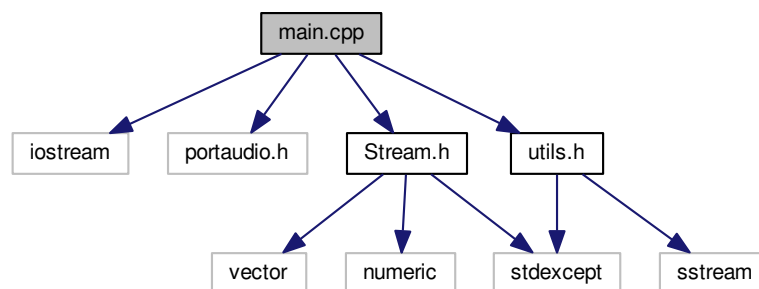 main.cpp
iostream
portaudio.h
Stream.h
utils.h
vector
numeric
stdexcept
sstream